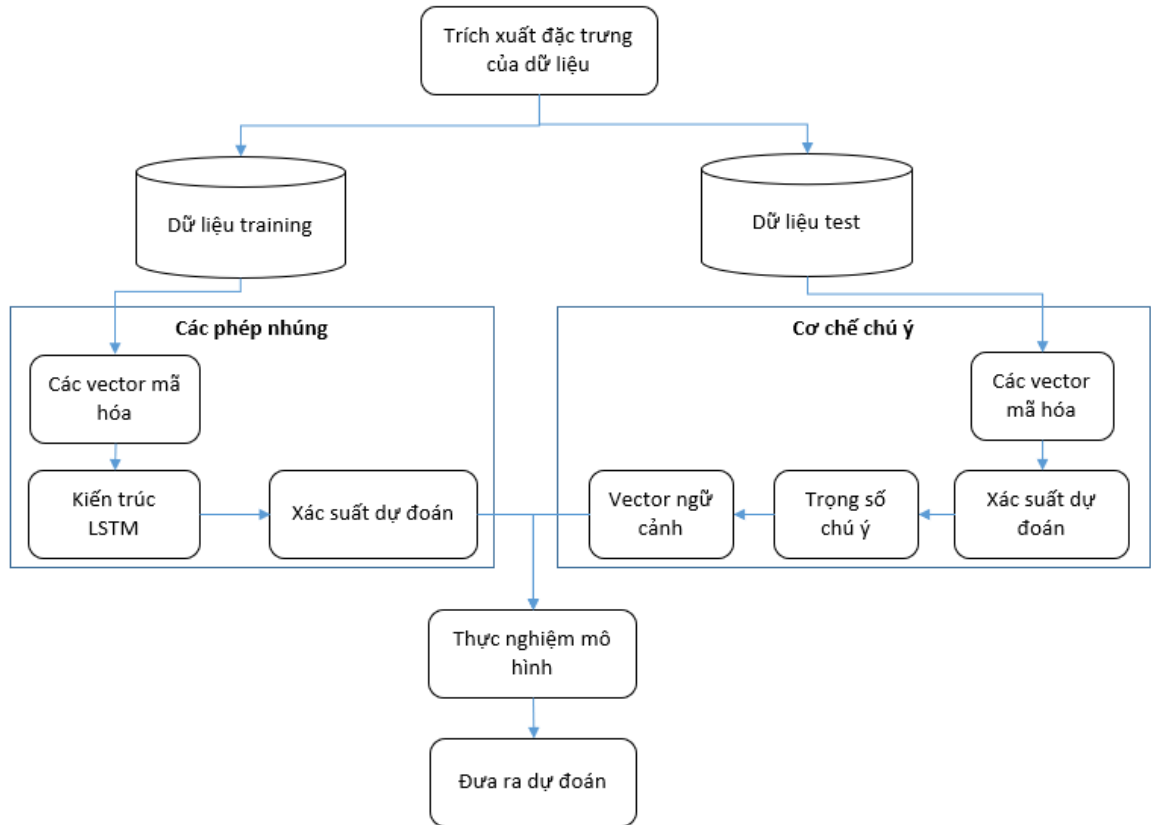 Trích xuất đặc trưng
của dữ liệu
Dữ liệu training
Dữ liệu test
Các phép nhúng
Các vector mã
hóa
Kiến trúc
LSTM
Xác suất dự đoán
Cơ chế chú ý
Các vector
mã hóa
Xác suất dự
đoán
Trọng số
chú ý
Vector ngữ
cảnh
Thực nghiệm mô
hình
Đưa ra dự đoán